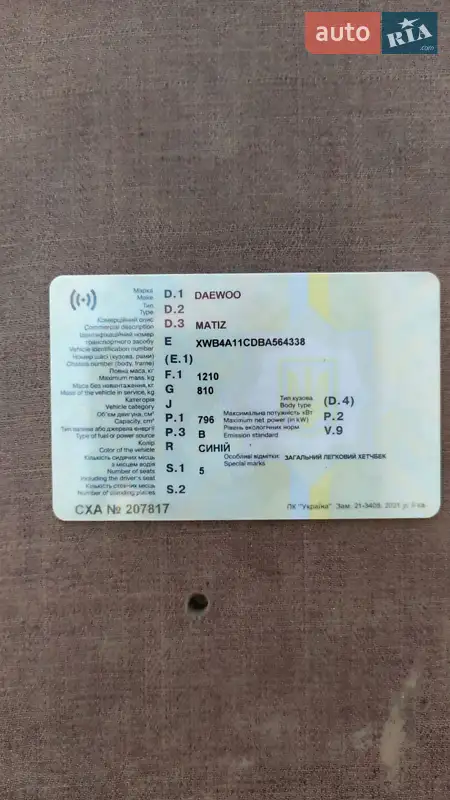 auto RIA
.com
Марка
Make D.1 DAEWOO
Тип
Type D.2
Комерційний опис
Commercial description D.3 MATIZ
Ідентифікаційний номер
транспортного засобу
Vehicle identification number E XWB4A11CDBA564338
Номер шасі (кузова, рами)
Chassis number (body, frame) (E.1)
Повна маса, кг
Maximum mass, kg F.1 1210
Маса без навантаження, кг
Mass of the vehicle in service, kg G 810
Категорія
Vehicle category J
Тип кузова
Body type (D.4)
Об'єм двигуна, см³
Capacity, cm³ P.1 796
Максимальна потужність кВт
Maximum net power (in kW) P.2
Тип палива або джерела енергії
Type of fuel or power source P.3 B
Рівень екологічних норм
Emission standard V.9
Колір
Color of the vehicle R СИНІЙ
Особливі відмітки: ЗАГАЛЬНИЙ ЛЕГКОВИЙ ХЕТЧБЕК
Special marks
Кількість сидячих місць
з місцем водія
Number of seats
including the driver's seat S.1 5
Кількість стоячих місць
Number of standing places S.2
СХА № 207817
ПК "Україна" Зам. 21-3409, 2021 р. II кв.